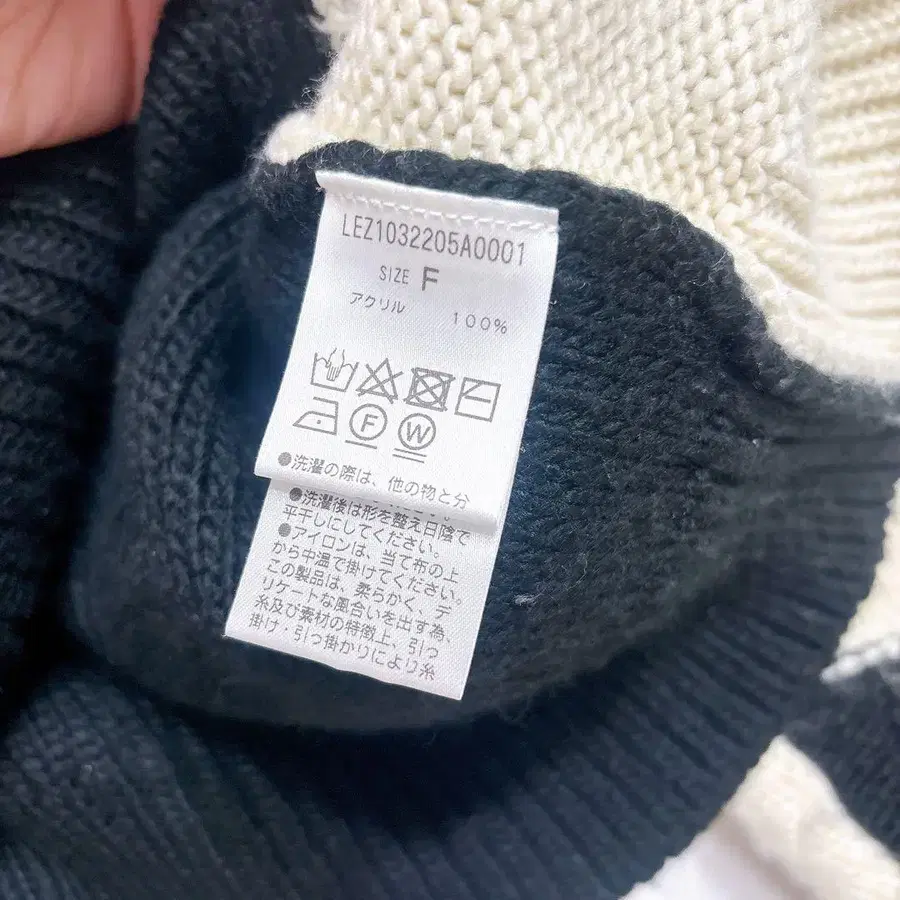 LEZ1032205A0001
SIZE F
アクリル 100%
F W
●洗濯の際は、他の物と分
●洗濯後は形を整え日陰で
平干しにしてください。
●アイロンは、当て布の上
から中温で掛けてください。
この製品は、柔らかく、デ
リケートな風合いを出す為、
糸及び素材の特徴上、引っ
掛け・引っ掛かりにより糸